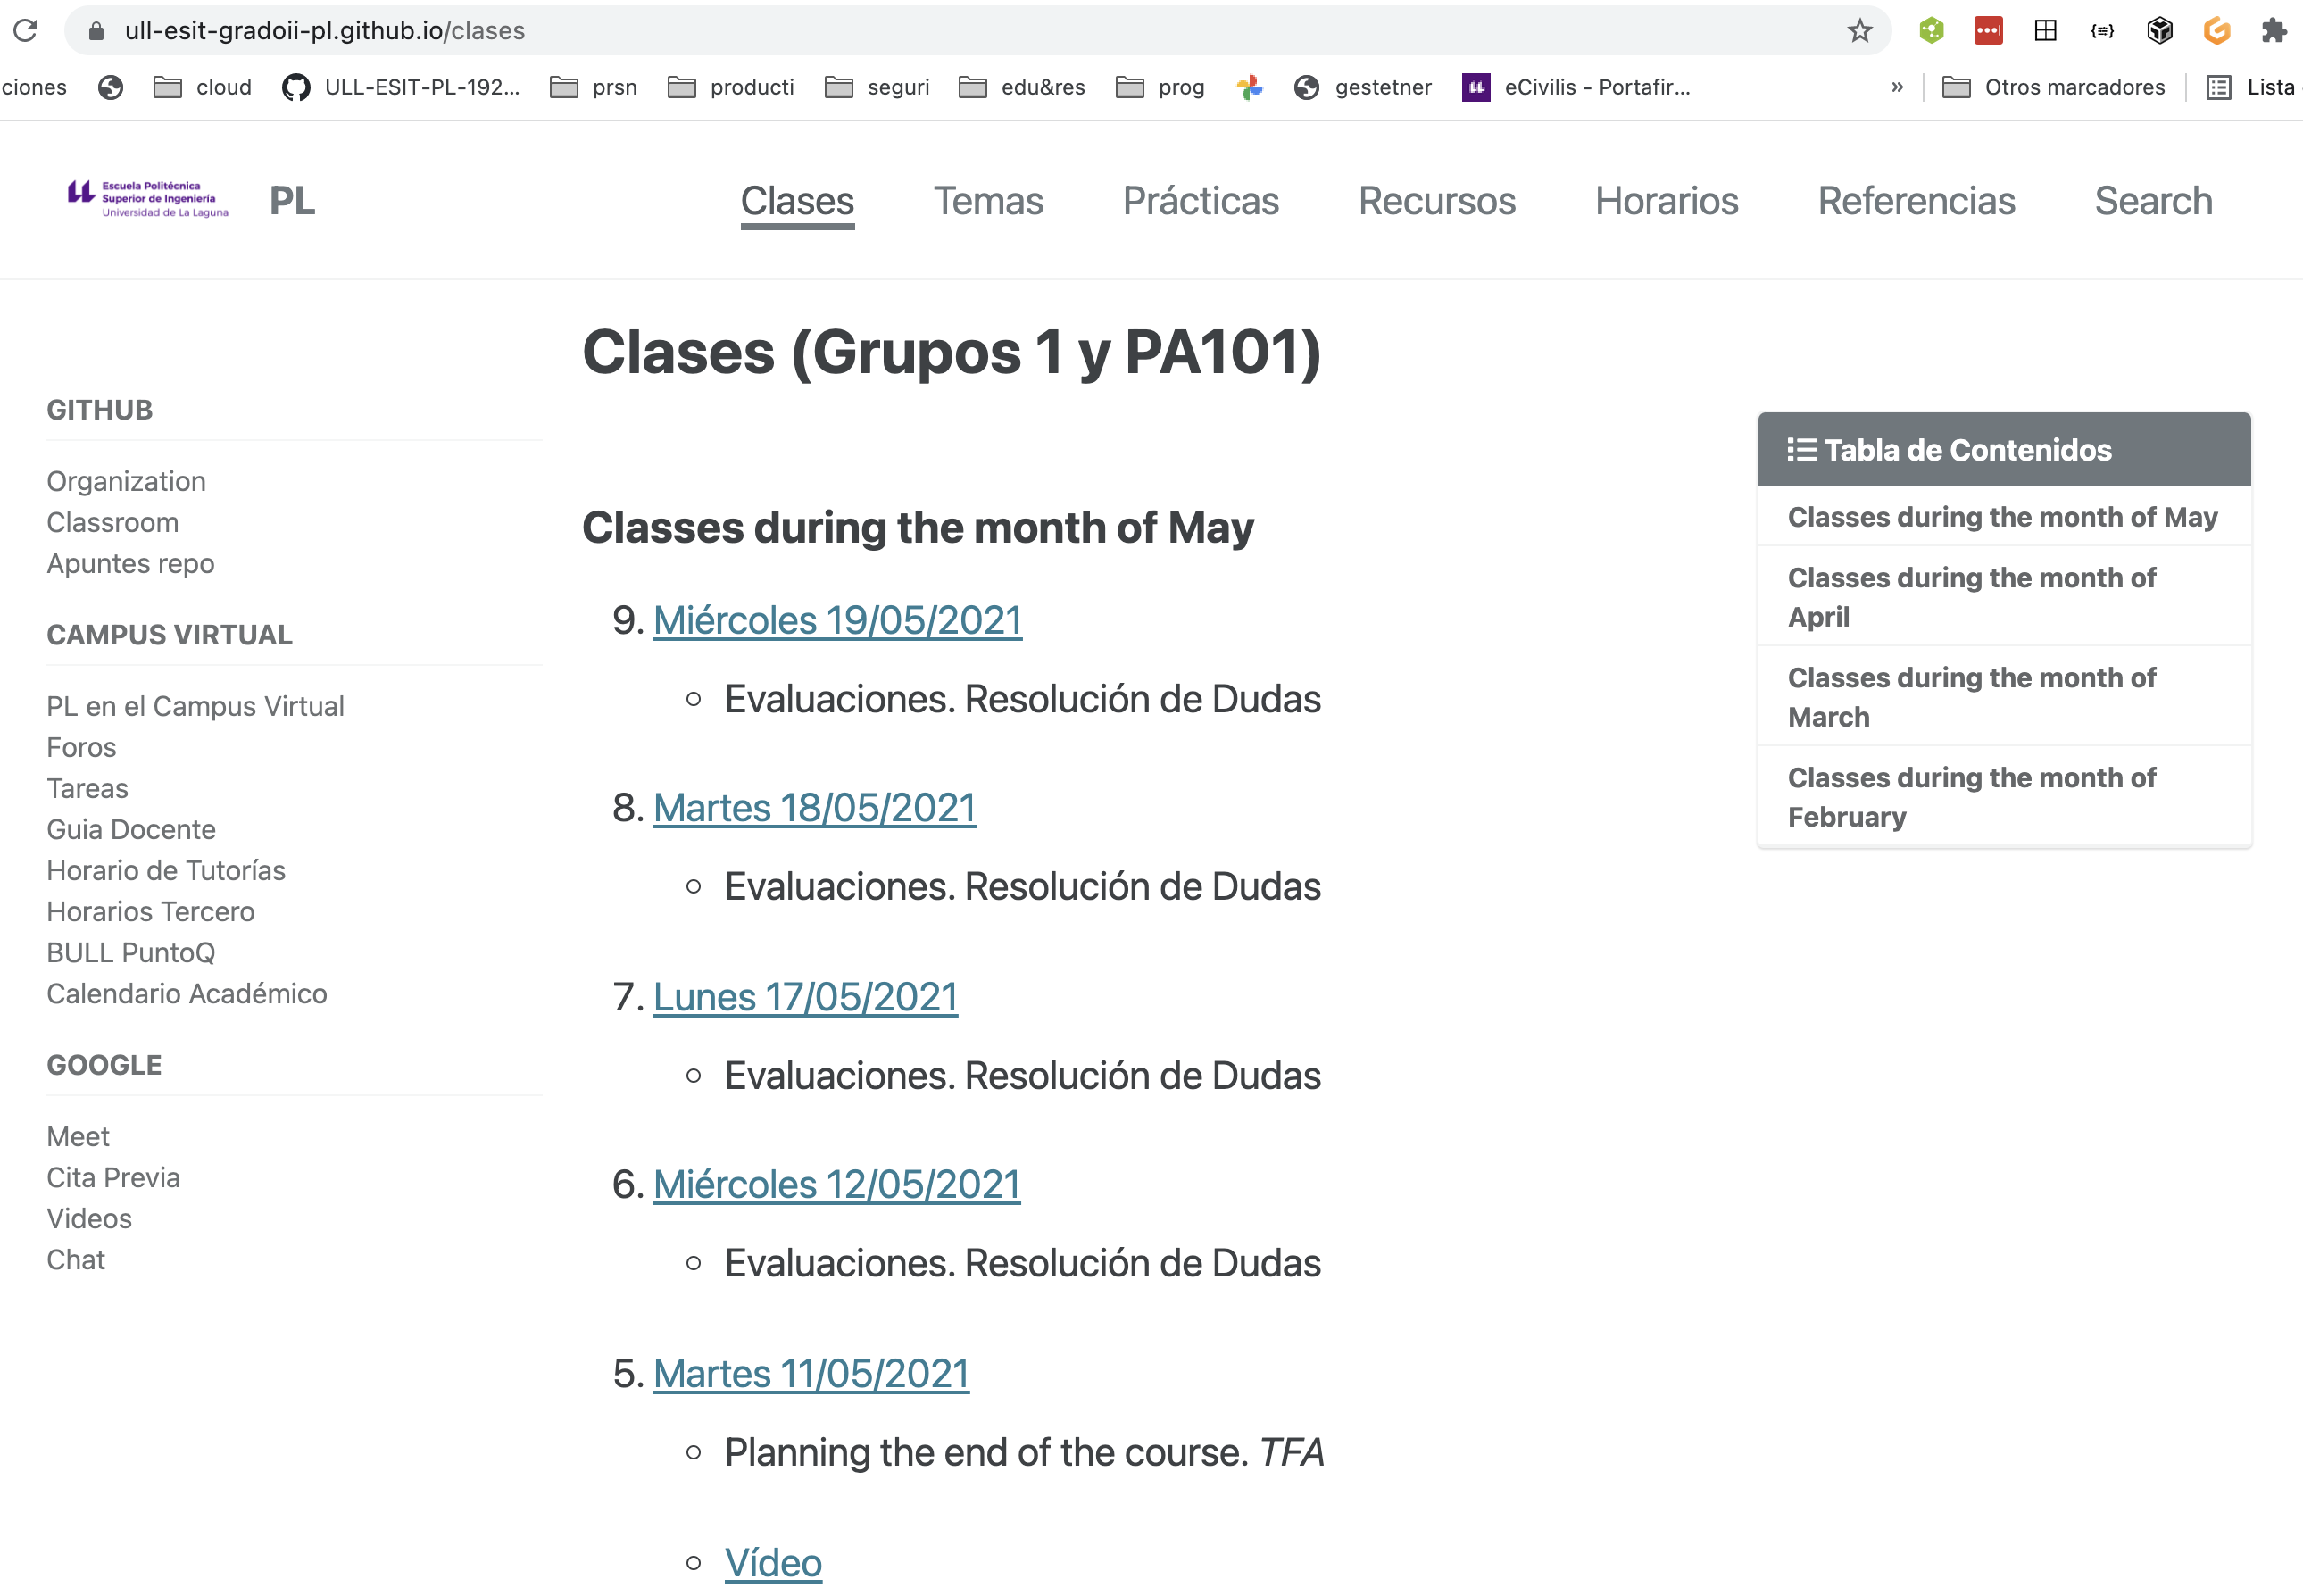 ull-esit-gradoii-pl.github.io/clases
ciones cloud ULL-ESIT-PL-192... prsn producti seguri edu&res prog gestetner eCivilis - Portafir... » Otros marcadores Lista
Escuela Politécnica
Superior de Ingeniería
Universidad de La Laguna
PL Clases Temas Prácticas Recursos Horarios Referencias Search
GITHUB
Organization
Classroom
Apuntes repo
CAMPUS VIRTUAL
PL en el Campus Virtual
Foros
Tareas
Guia Docente
Horario de Tutorías
Horarios Tercero
BULL PuntoQ
Calendario Académico
GOOGLE
Meet
Cita Previa
Videos
Chat
Clases (Grupos 1 y PA101)
Classes during the month of May
9. Miércoles 19/05/2021
Evaluaciones. Resolución de Dudas
8. Martes 18/05/2021
Evaluaciones. Resolución de Dudas
7. Lunes 17/05/2021
Evaluaciones. Resolución de Dudas
6. Miércoles 12/05/2021
Evaluaciones. Resolución de Dudas
5. Martes 11/05/2021
Planning the end of the course. TFA
Vídeo
Tabla de Contenidos
Classes during the month of May
Classes during the month of
April
Classes during the month of
March
Classes during the month of
February